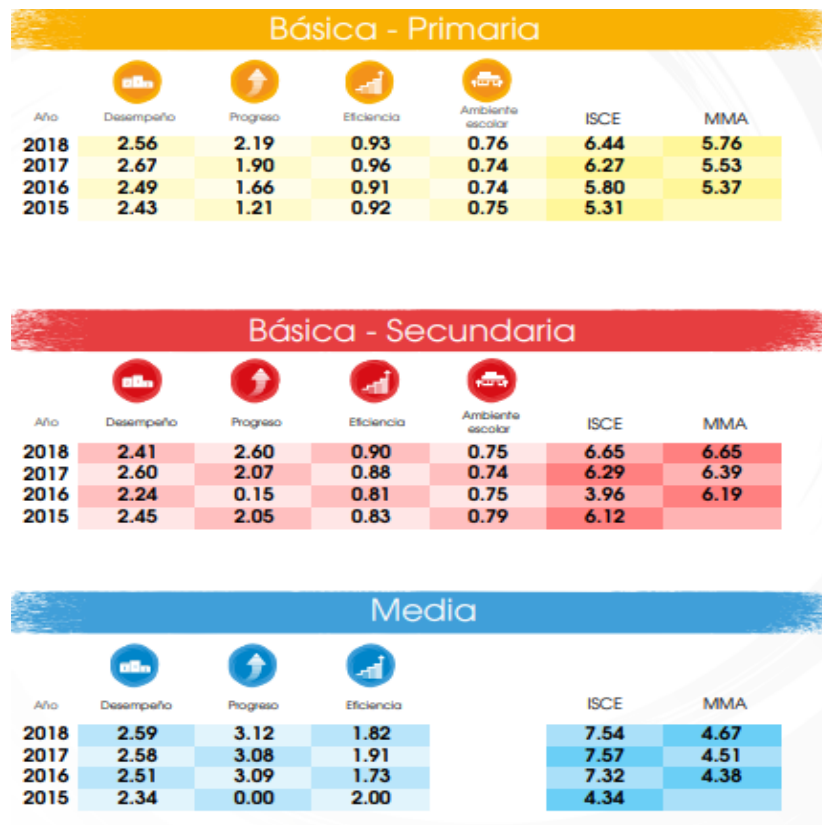 Básica - Primaria
Año Desempeño Progreso Eficiencia Ambiente escolar ISCE MMA
2018 2.56 2.19 0.93 0.76 6.44 5.76
2017 2.67 1.90 0.96 0.74 6.27 5.53
2016 2.49 1.66 0.91 0.74 5.80 5.37
2015 2.43 1.21 0.92 0.75 5.31
Básica - Secundaria
Año Desempeño Progreso Eficiencia Ambiente escolar ISCE MMA
2018 2.41 2.60 0.90 0.75 6.65 6.65
2017 2.60 2.07 0.88 0.74 6.29 6.39
2016 2.24 0.15 0.81 0.75 3.96 6.19
2015 2.45 2.05 0.83 0.79 6.12
Media
Año Desempeño Progreso Eficiencia ISCE MMA
2018 2.59 3.12 1.82 7.54 4.67
2017 2.58 3.08 1.91 7.57 4.51
2016 2.51 3.09 1.73 7.32 4.38
2015 2.34 0.00 2.00 4.34